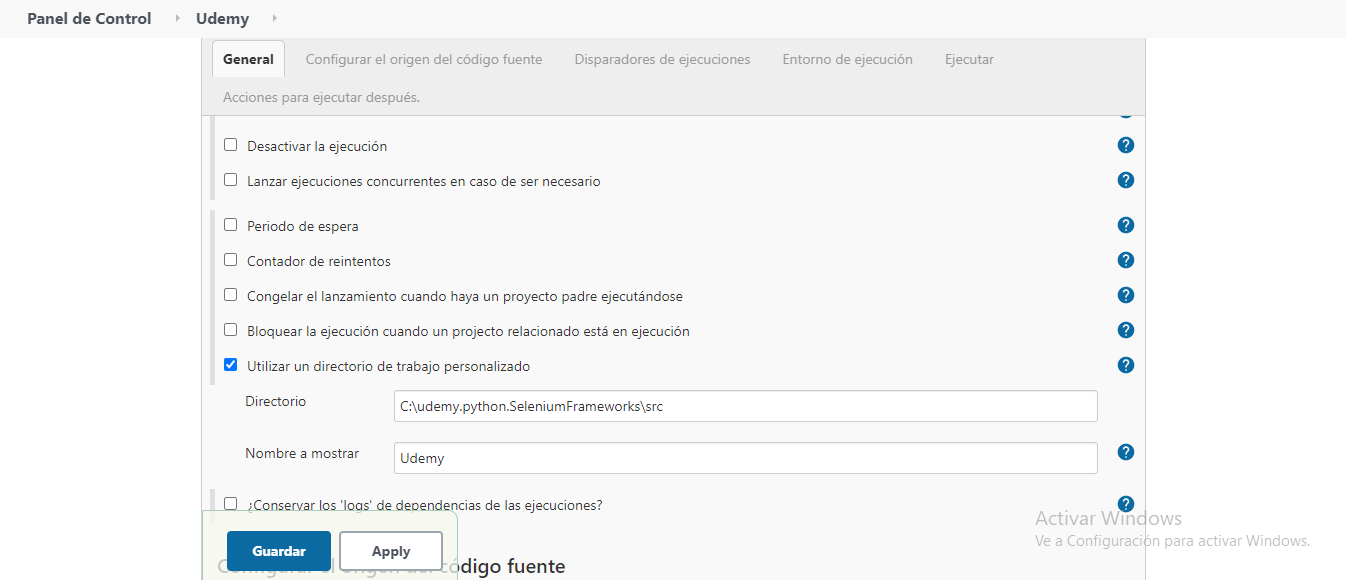 Panel de Control
Udemy
General
Configurar el origen del código fuente
Disparadores de ejecuciones
Entorno de ejecución
Ejecutar
Acciones para ejecutar después.
Desactivar la ejecución
?
Lanzar ejecuciones concurrentes en caso de ser necesario
?
Periodo de espera
?
Contador de reintentos
?
Congelar el lanzamiento cuando haya un proyecto padre ejecutándose
?
Bloquear la ejecución cuando un projecto relacionado está en ejecución
?
Utilizar un directorio de trabajo personalizado
?
Directorio
C:\udemy.python.SeleniumFrameworks\src
Nombre a mostrar
Udemy
?
¿Conservar los 'logs' de dependencias de las ejecuciones?
?
Configurar el origen del código fuente
Guardar
Apply
Activar Windows
Ve a Configuración para activar Windows.